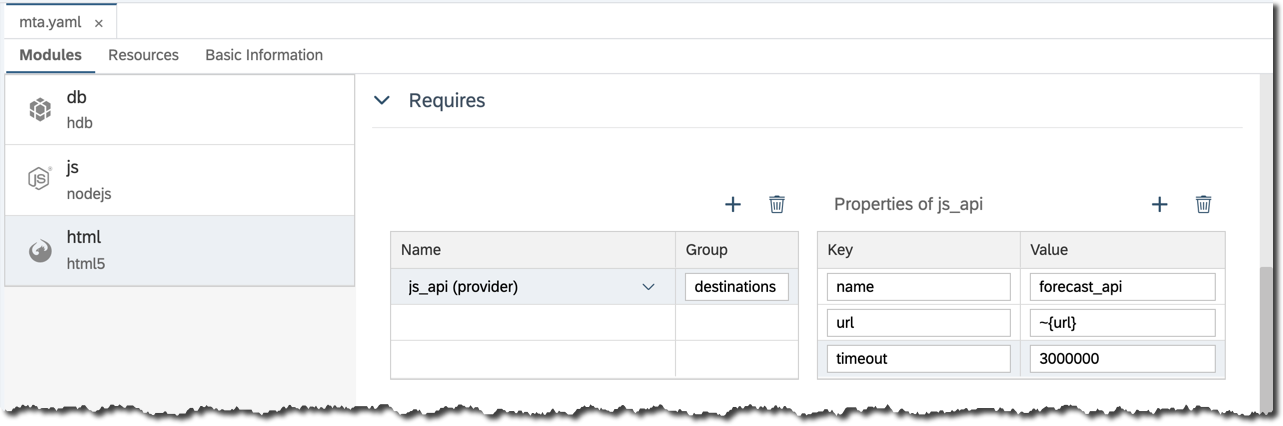 mta.yaml ×
Modules Resources Basic Information
db
hdb
js
JS
nodejs
html
html5
Requires
Properties of js_api
Name Group
js_api (provider) destinations
Key Value
name forecast_api
url ~{url}
timeout 3000000